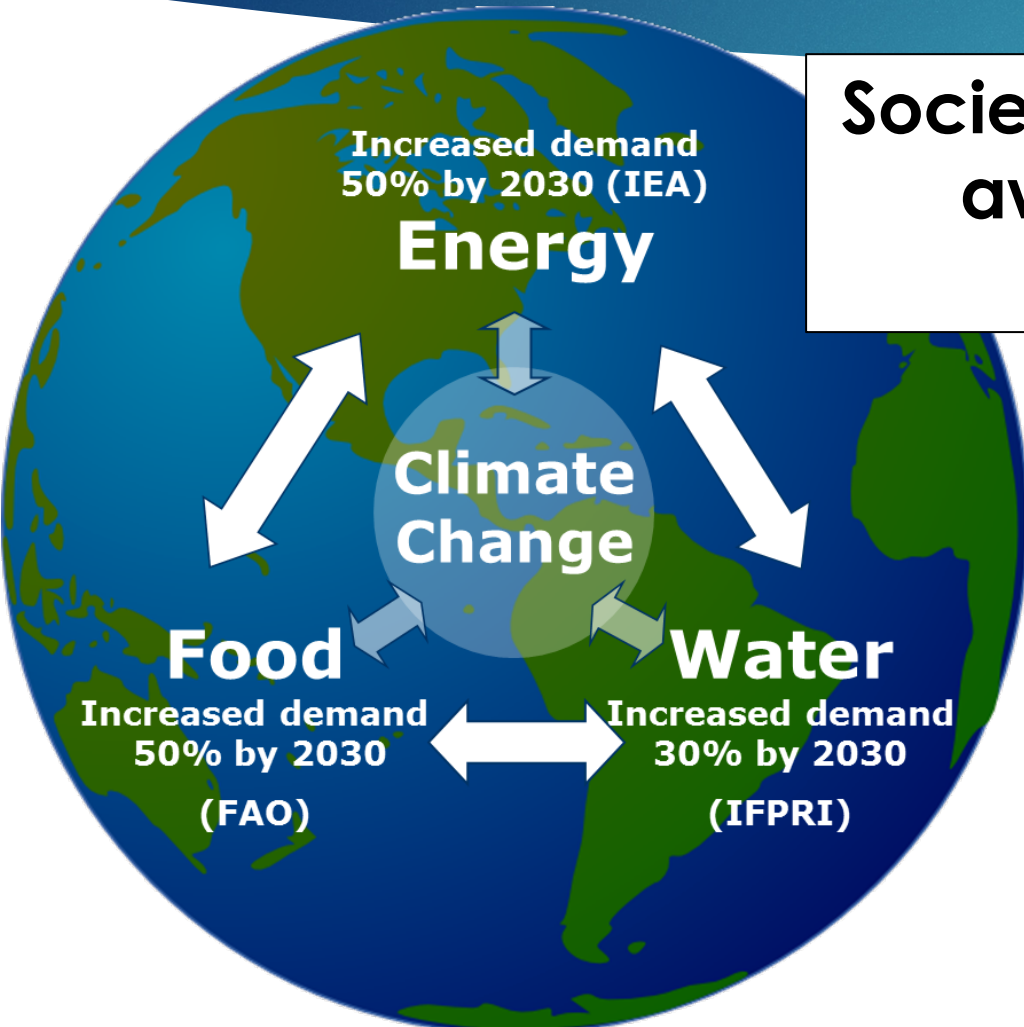 Increased demand
50% by 2030 (IEA)
Energy
Climate
Change
Food
Increased demand
50% by 2030
(FAO)
Water
Increased demand
30% by 2030
(IFPRI)